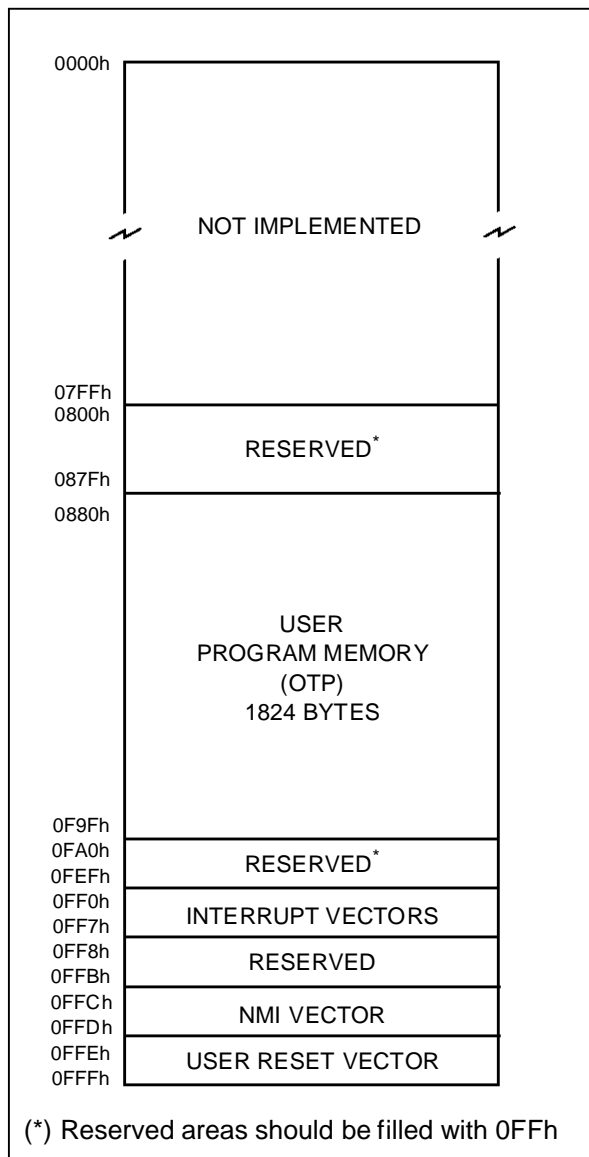 0000h
NOT IMPLEMENTED
07FFh
0800h
RESERVED*
087Fh
0880h
USER
PROGRAM MEMORY
(OTP)
1824 BYTES
0F9Fh
0FA0h
RESERVED*
0FEFh
0FF0h
INTERRUPT VECTORS
0FF7h
0FF8h
RESERVED
0FFBh
0FFCh
NMI VECTOR
0FFDh
0FFEh
USER RESET VECTOR
0FFFh
(*) Reserved areas should be filled with 0FFh